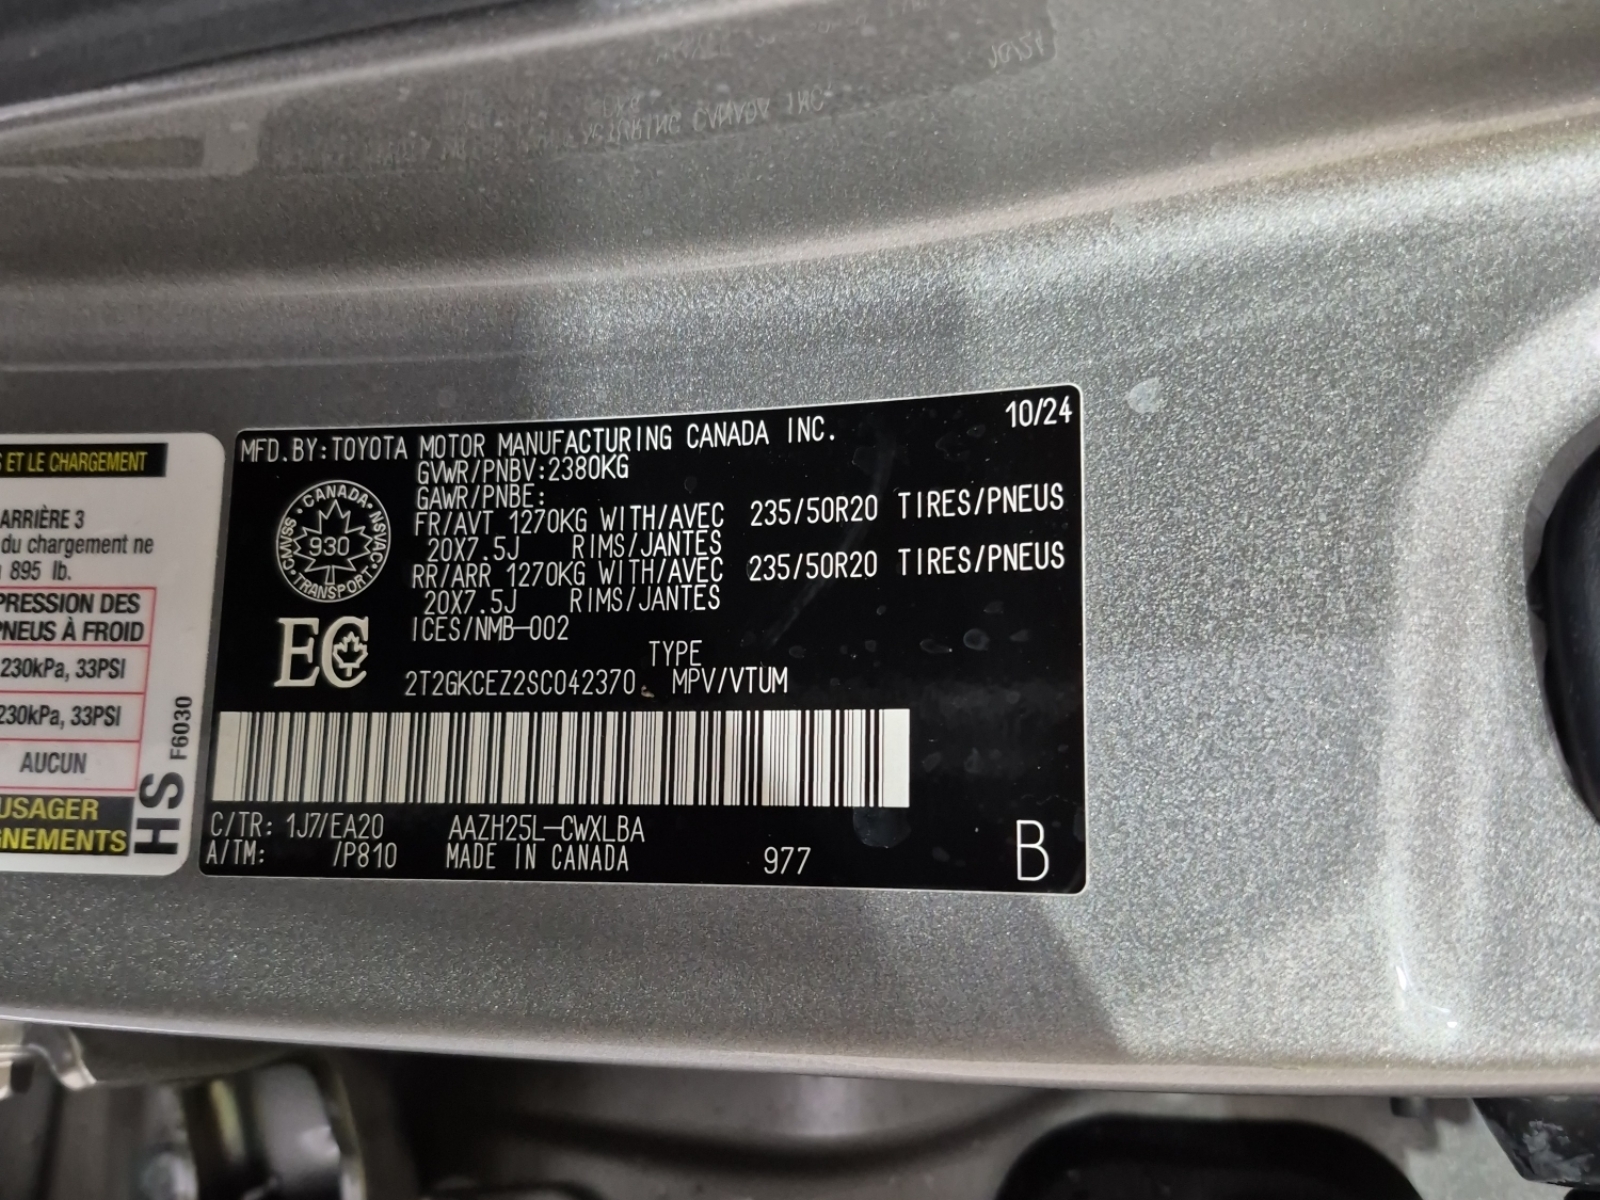 S ET LE CHARGEMENT
ARRIÈRE 3
du chargement ne
895 lb.
PRESSION DES
PNEUS À FROID
230kPa, 33PSI
230kPa, 33PSI
AUCUN
USAGER
GNEMENTS
HS F6030
MFD.BY:TOYOTA MOTOR MANUFACTURING CANADA INC. 10/24
GVWR/PNBV:2380KG
GAWR/PNBE:
FR/AVT 1270KG WITH/AVEC 235/50R20 TIRES/PNEUS
20X7.5J RIMS/JANTES
RR/ARR 1270KG WITH/AVEC 235/50R20 TIRES/PNEUS
20X7.5J RIMS/JANTES
ICES/NMB-002
CANADA
CMVSS 930 NSVAC
TRANSPORT
EC
TYPE
2T2GKCEZ2SC042370 MPV/VTUM
C/TR: 1J7/EA20 AAZH25L-CWXLBA
A/TM: /P810 MADE IN CANADA 977 B